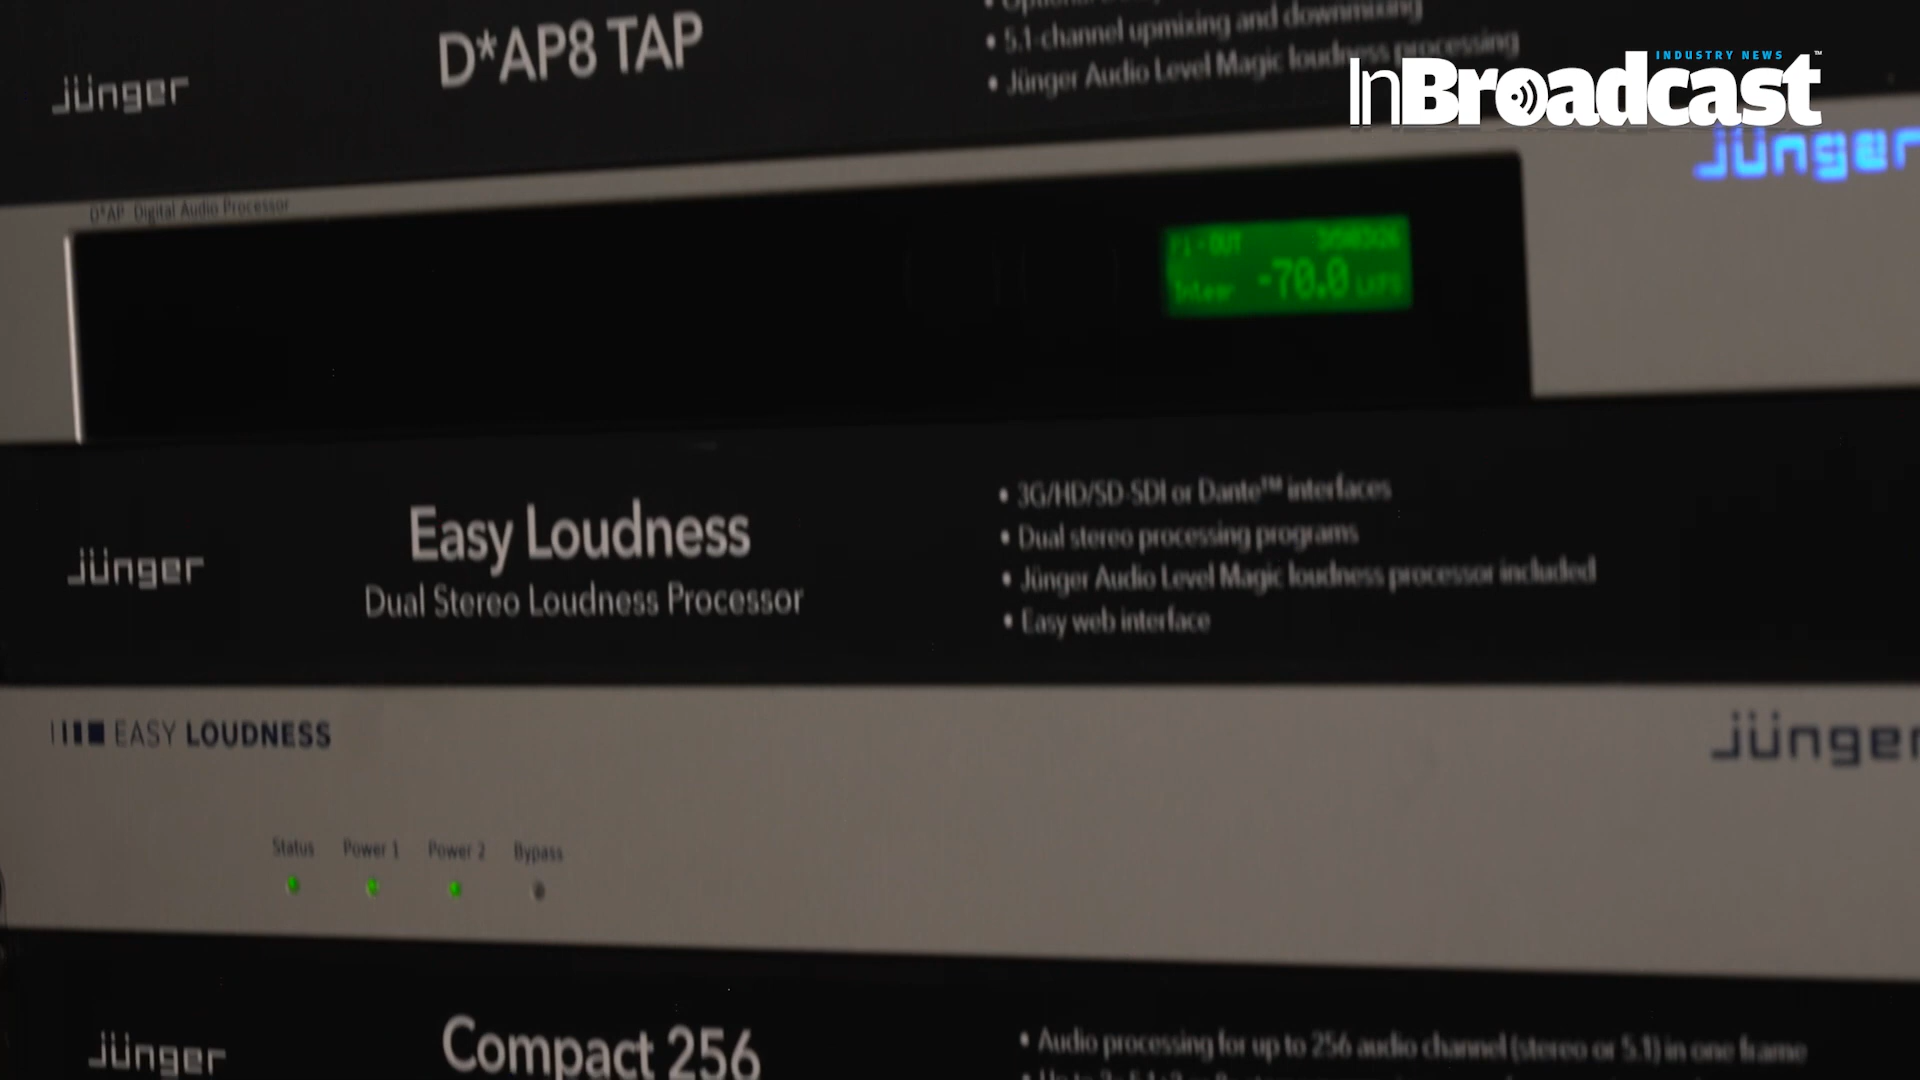 D*AP8 TAP
jünger
• 5.1-channel upmixing and downmixing
• Jünger Audio Level Magic loudness processing
INDUSTRY NEWS
InBroadcast™
jünger
D*AP Digital Audio Processor
-70.0
Easy Loudness
Dual Stereo Loudness Processor
jünger
• 3G/HD/SD-SDI or Dante™ interfaces
• Dual stereo processing programs
• Jünger Audio Level Magic loudness processor included
• Easy web interface
EASY LOUDNESS
jünger
Status Power 1 Power 2 Bypass
jünger
Compact 256
• Audio processing for up to 256 audio channel (stereo or 5.1) in one frame